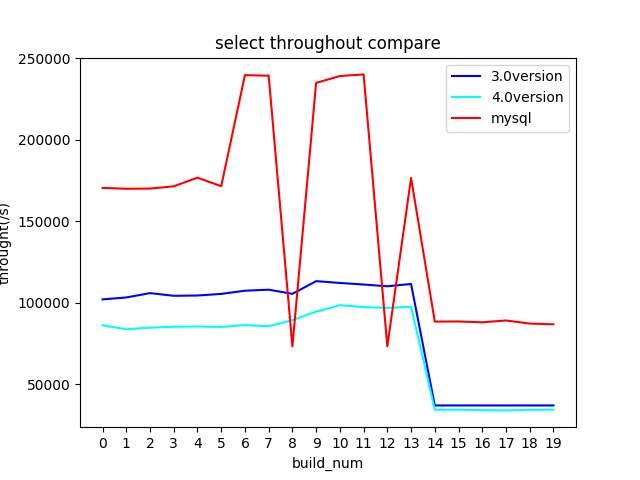 select throughout compare
250000
200000
150000
100000
50000
throught(/s)
3.0version
4.0version
mysql
0 1 2 3 4 5 6 7 8 9 10 11 12 13 14 15 16 17 18 19
build_num